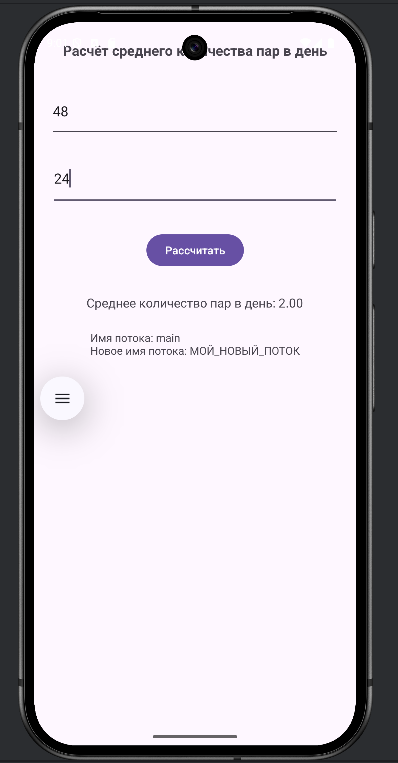 Расчёт среднего к чества пар в день
48
24
Рассчитать
Среднее количество пар в день: 2.00
Имя потока: main
Новое имя потока: МОЙ_НОВЫЙ_ПОТОК